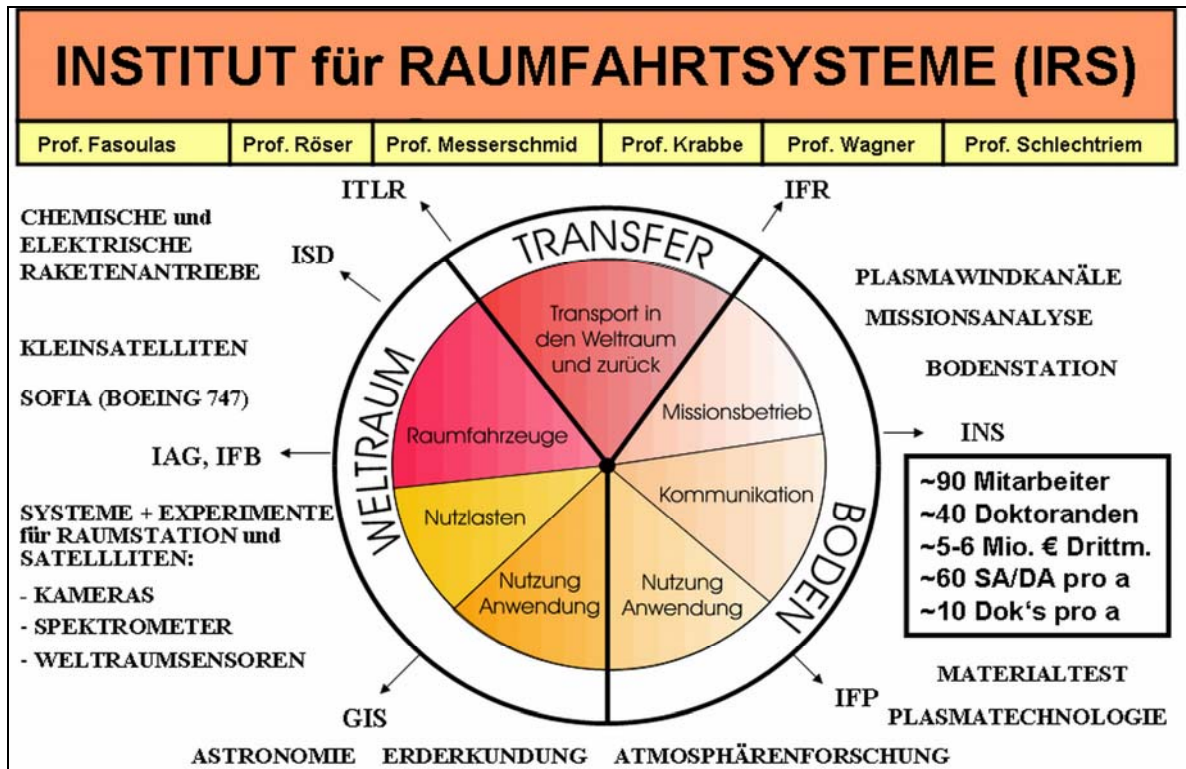 INSTITUT für RAUMFAHRTSYSTEME (IRS)
Prof. Fasoulas
Prof. Röser
Prof. Messerschmid
Prof. Krabbe
Prof. Wagner
Prof. Schlechtriem
ITLR
IFR
CHEMISCHE und
ELEKTRISCHE
RAKETENANTRIEBE
ISD
KLEINSATELLITEN
SOFIA (BOEING 747)
IAG, IFB
SYSTEME + EXPERIMENTE
für RAUMSTATION und
SATELLLITEN:
- KAMERAS
- SPEKTROMETER
- WELTRAUMSENSOREN
GIS
TRANSFER
WELTRAUM
BODEN
Transport in
den Weltraum
und zurück
Raumfahrzeuge
Missionsbetrieb
Nutzlasten
Kommunikation
Nutzung
Anwendung
Nutzung
Anwendung
PLASMAWINDKANÄLE
MISSIONSANALYSE
BODENSTATION
INS
~90 Mitarbeiter
~40 Doktoranden
~5-6 Mio. € Drittm.
~60 SA/DA pro a
~10 Dok's pro a
MATERIALTEST
IFP
PLASMATECHNOLOGIE
ASTRONOMIE ERDERKUNDUNG ATMOSPHÄRENFORSCHUNG